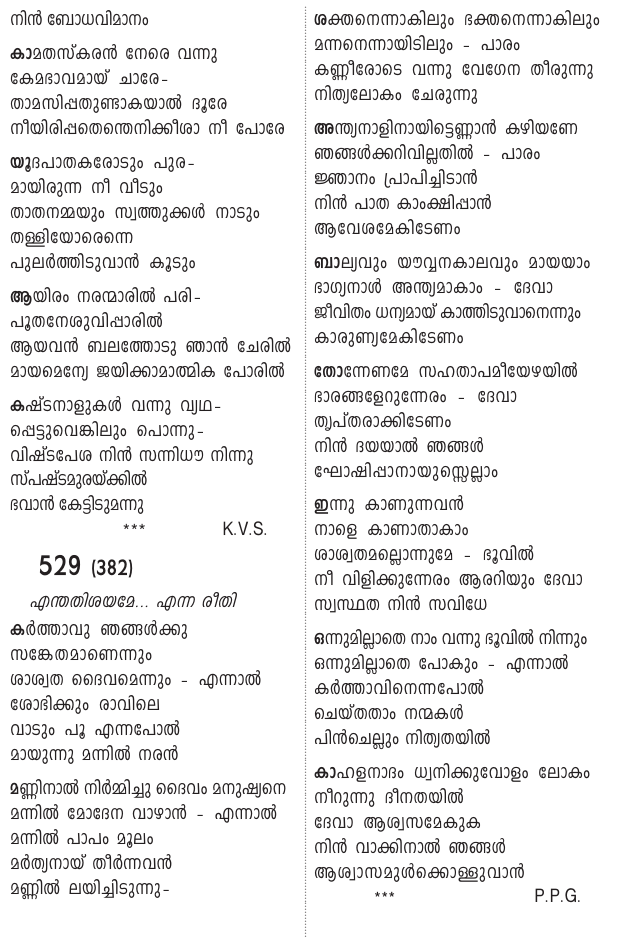 നിൻ ബോധവിമാനം
കാമതസ്കരൻ നേരെ വന്നു
കേമഭാവമായ് ചാരേ-
താമസിപ്പതുണ്ടാകയാൽ ദൂരേ
നീയിരിപ്പതെന്തെനിക്കീശാ നീ പോരേ
യൂദപാതകരോടും പുര-
മായിരുന്ന നീ വീടും
താതനമ്മയും സ്വത്തുക്കൾ നാടും
തള്ളിയോരെന്നെ
പുലർത്തിടുവാൻ കൂടും
ആയിരം നരന്മാരിൽ പരി-
പൂതനേശുവിപ്പാരിൽ
ആയവൻ ബലത്തോടു ഞാൻ ചേരിൽ
മായമെന്യേ ജയിക്കാമാത്മിക പോരിൽ
കഷ്ടനാളുകൾ വന്നു വ്യഥ-
പ്പെട്ടുവെങ്കിലും പൊന്നു-
വിഷ്ടപേശ നിൻ സന്നിധൗ നിന്നു
സ്പഷ്ടമുരയ്ക്കിൽ
ഭവാൻ കേട്ടിടുമന്നു
*** K.V.S.
529 (382)
എന്തതിശയമേ... എന്ന രീതി
കർത്താവു ഞങ്ങൾക്കു
സങ്കേതമാണെന്നും
ശാശ്വത ദൈവമെന്നും - എന്നാൽ
ശോഭിക്കും രാവിലെ
വാടും പൂ എന്നപോൽ
മായുന്നു മന്നിൽ നരൻ
മണ്ണിനാൽ നിർമ്മിച്ചു ദൈവം മനുഷ്യനെ
മന്നിൽ മോദേന വാഴാൻ - എന്നാൽ
മന്നിൽ പാപം മൂലം
മർത്യനായ് തീർന്നവൻ
മണ്ണിൽ ലയിച്ചിടുന്നു-
ശക്തനെന്നാകിലും ഭക്തനെന്നാകിലും
മന്നനെന്നായിടിലും - പാരം
കണ്ണീരോടെ വന്നു വേഗേന തീരുന്നു
നിത്യലോകം ചേരുന്നു
അന്ത്യനാളിനായിട്ടെണ്ണാൻ കഴിയണേ
ഞങ്ങൾക്കറിവില്ലതിൽ - പാരം
ജ്ഞാനം പ്രാപിച്ചിടാൻ
നിൻ പാത കാംക്ഷിപ്പാൻ
ആവേശമേകിടേണം
ബാല്യവും യൗവ്വനകാലവും മായയാം
ഭാഗ്യനാൾ അന്ത്യമാകാം - ദേവാ
ജീവിതം ധന്യമായ് കാത്തിടുവാനെന്നും
കാരുണ്യമേകിടേണം
തോന്നേണമേ സഹതാപമീയേഴയിൽ
ഭാരങ്ങളേറുന്നേരം - ദേവാ
തൃപ്തരാക്കിടേണം
നിൻ ദയയാൽ ഞങ്ങൾ
ഘോഷിപ്പാനായുസ്സെല്ലാം
ഇന്നു കാണുന്നവൻ
നാളെ കാണാതാകാം
ശാശ്വതമല്ലൊന്നുമേ - ഭൂവിൽ
നീ വിളിക്കുന്നേരം ആരറിയും ദേവാ
സ്വസ്ഥത നിൻ സവിധേ
ഒന്നുമില്ലാതെ നാം വന്നു ഭൂവിൽ നിന്നും
ഒന്നുമില്ലാതെ പോകും - എന്നാൽ
കർത്താവിനെന്നപോൽ
ചെയ്തതാം നന്മകൾ
പിൻചെല്ലും നിത്യതയിൽ
കാഹളനാദം ധ്വനിക്കുവോളം ലോകം
നീറുന്നു ദീനതയിൽ
ദേവാ ആശ്വസമേകുക
നിൻ വാക്കിനാൽ ഞങ്ങൾ
ആശ്വാസമുൾക്കൊള്ളുവാൻ
*** P.P.G.